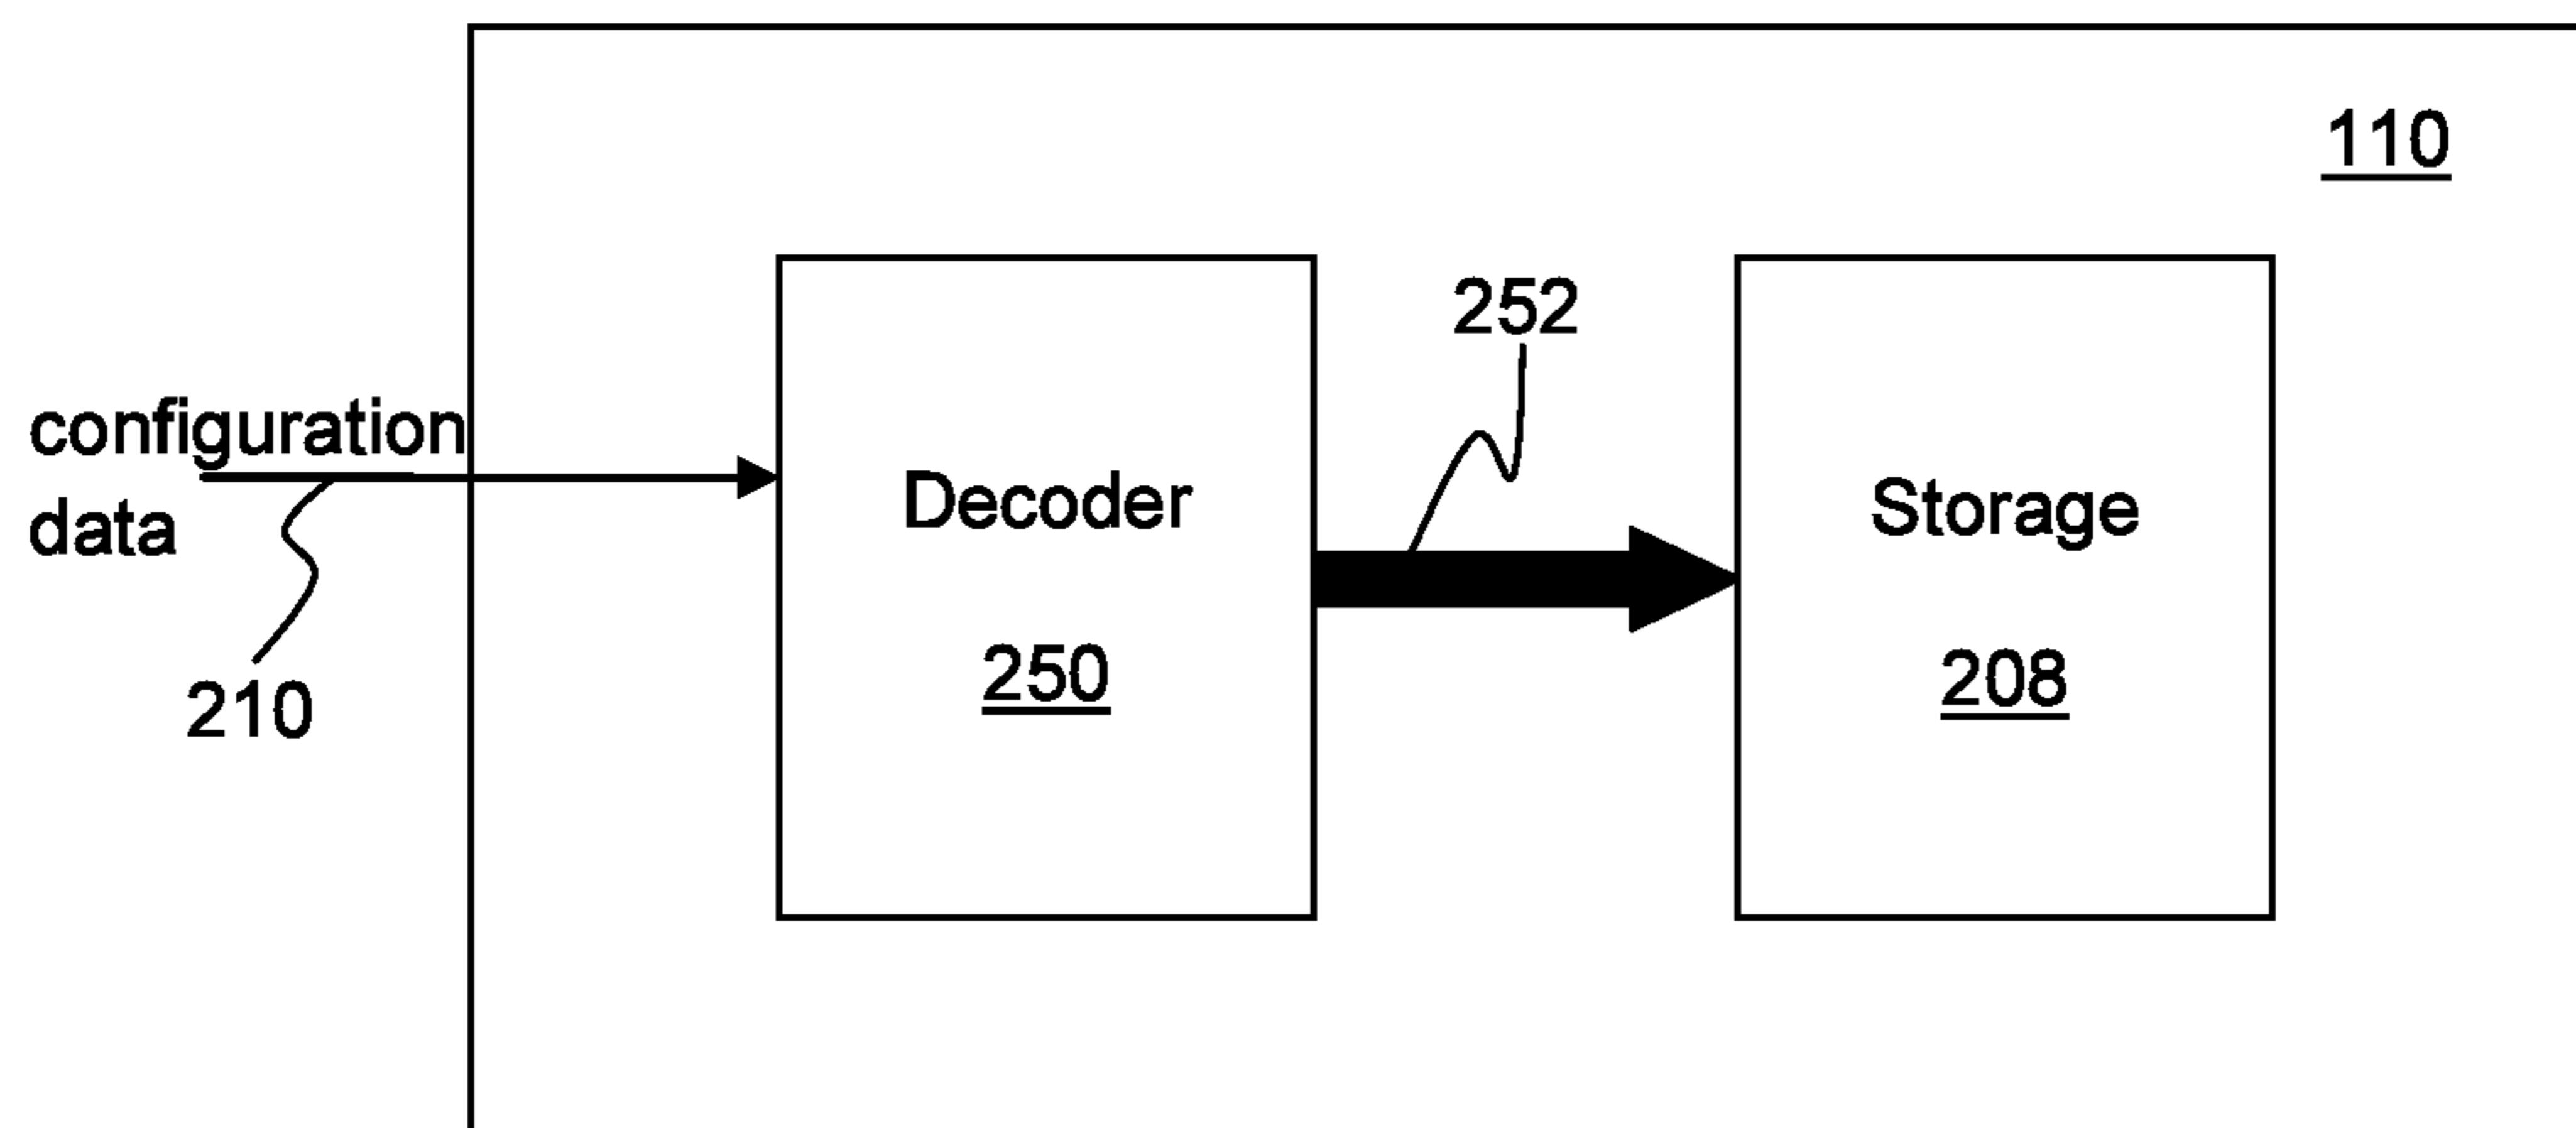 110
252
configuration
data
210
Decoder
250
Storage
208